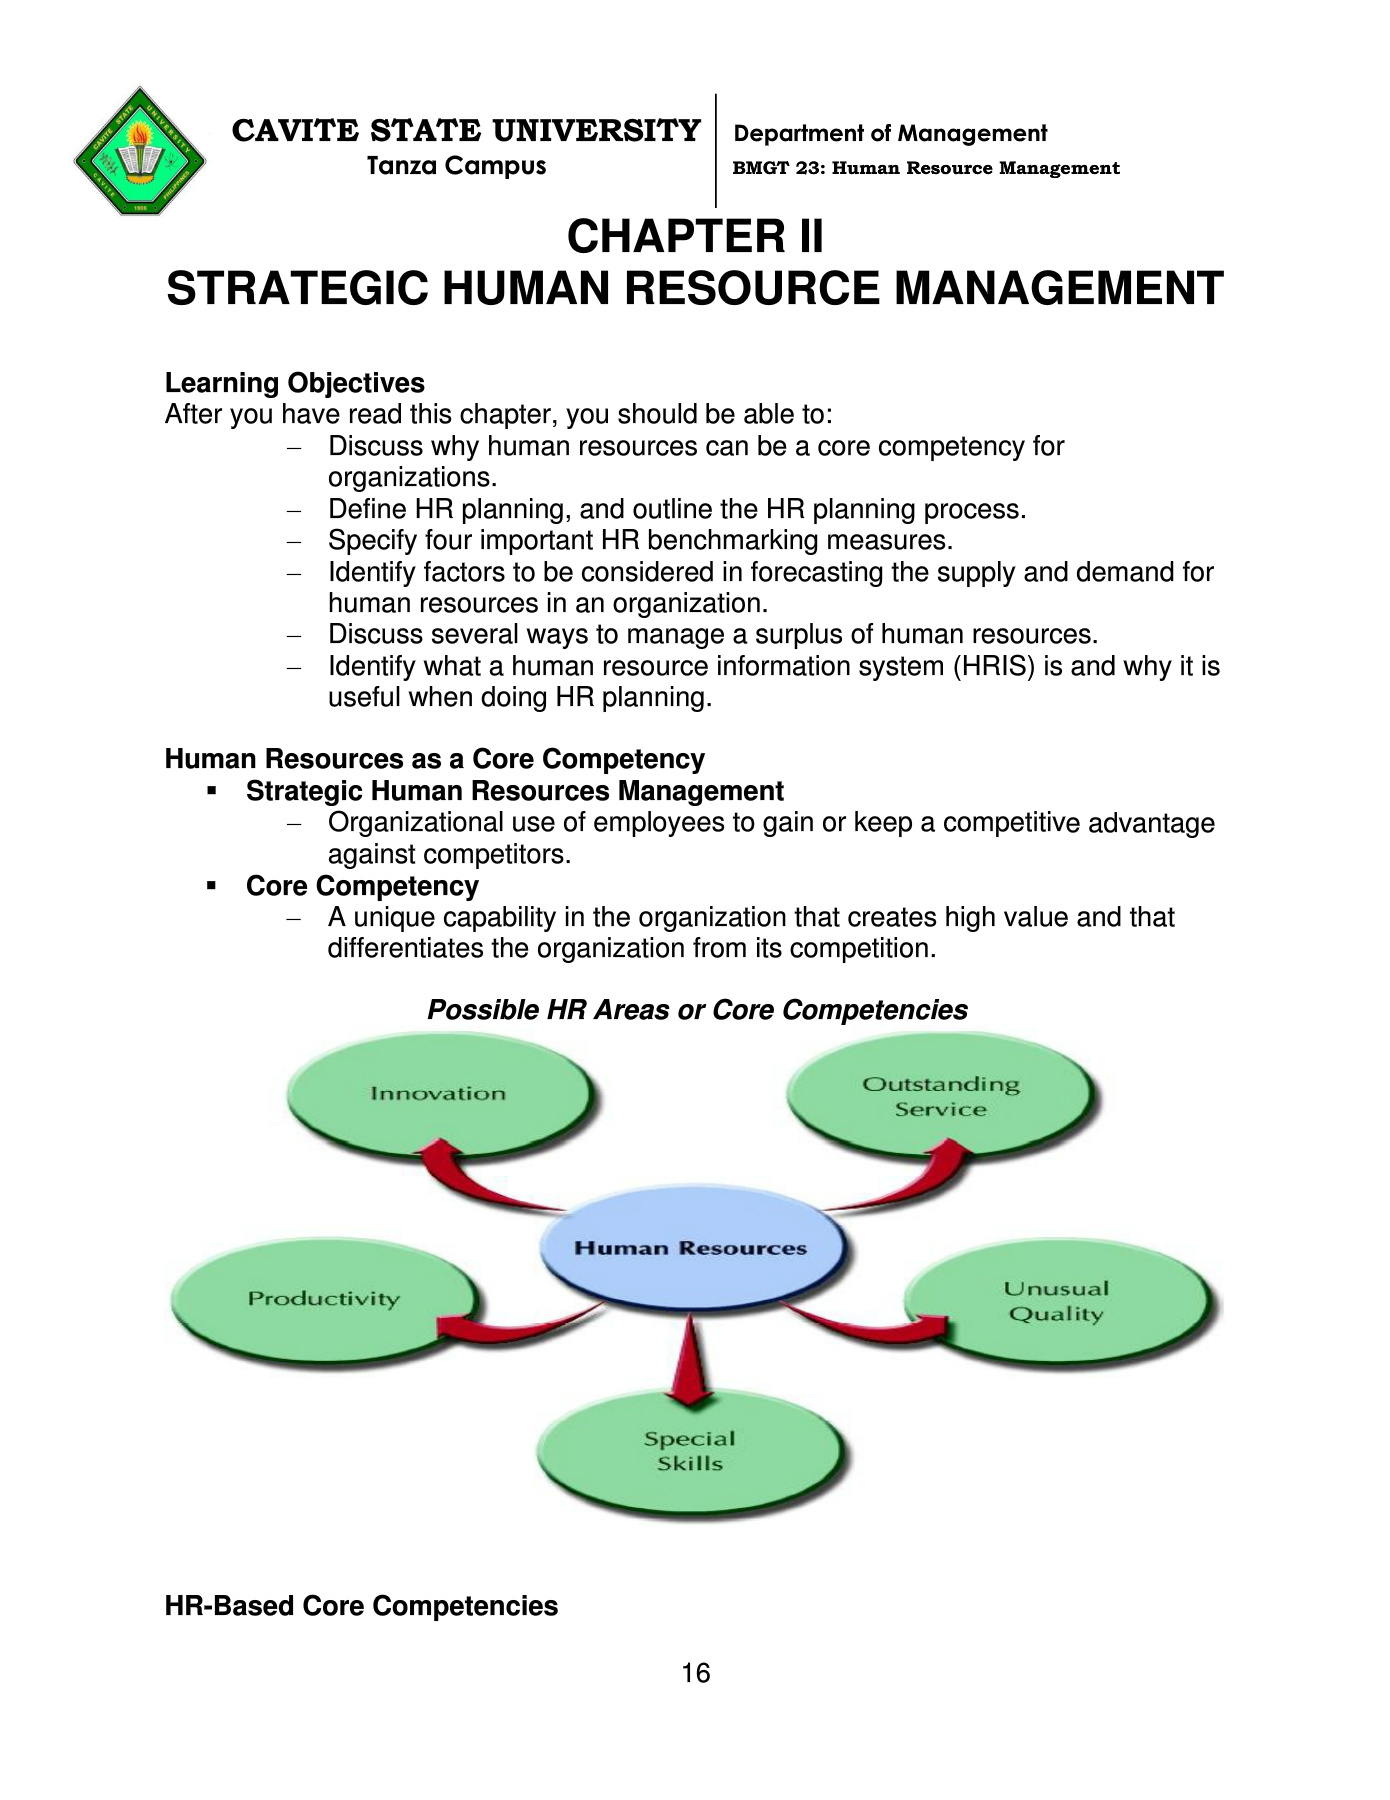 CAVITE STATE UNIVERSITY
Tanza Campus
Department of Management
BMGT 23: Human Resource Management
CAVITE STATE UNIVERSITY
CAVITE
PHILIPPINES
1906
CHAPTER II
STRATEGIC HUMAN RESOURCE MANAGEMENT
Learning Objectives
After you have read this chapter, you should be able to:
– Discuss why human resources can be a core competency for
organizations.
– Define HR planning, and outline the HR planning process.
– Specify four important HR benchmarking measures.
– Identify factors to be considered in forecasting the supply and demand for
human resources in an organization.
– Discuss several ways to manage a surplus of human resources.
– Identify what a human resource information system (HRIS) is and why it is
useful when doing HR planning.
Human Resources as a Core Competency
▪ Strategic Human Resources Management
– Organizational use of employees to gain or keep a competitive advantage
against competitors.
▪ Core Competency
– A unique capability in the organization that creates high value and that
differentiates the organization from its competition.
Possible HR Areas or Core Competencies
Innovation
Outstanding
Service
Human Resources
Productivity
Unusual
Quality
Special
Skills
HR-Based Core Competencies
16